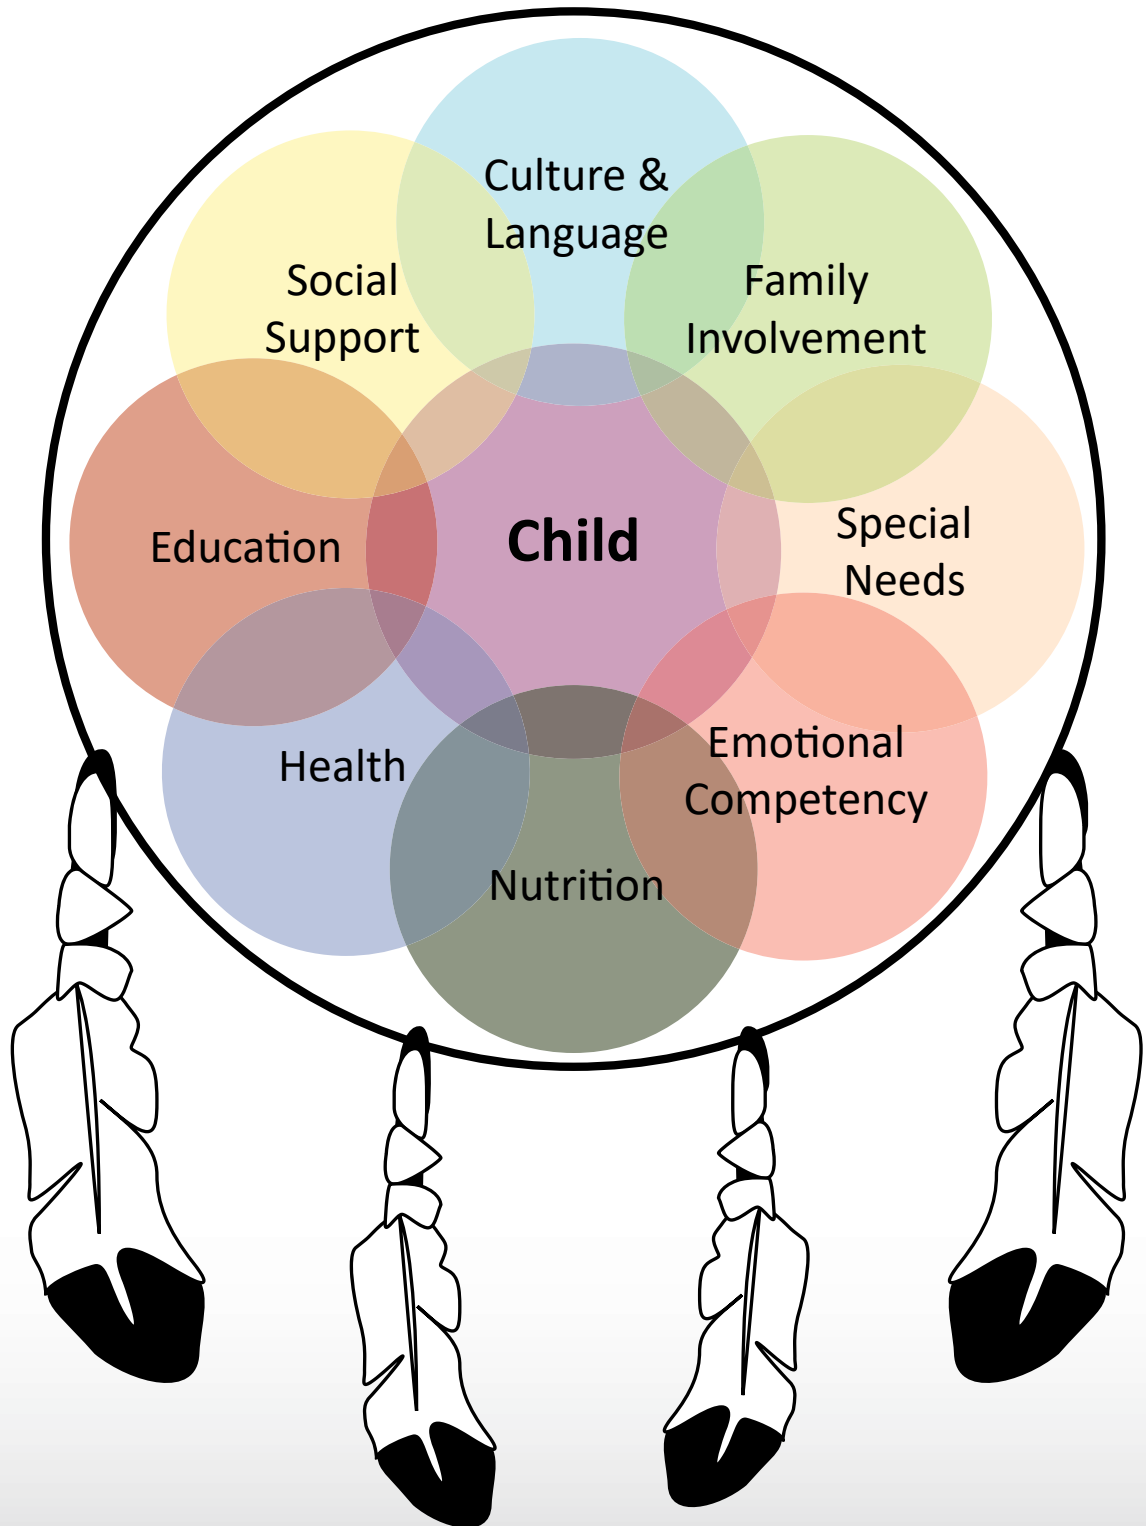 Culture &
Language
Family
Involvement
Social
Support
Special
Needs
Education
Child
Emotional
Competency
Health
Nutrition